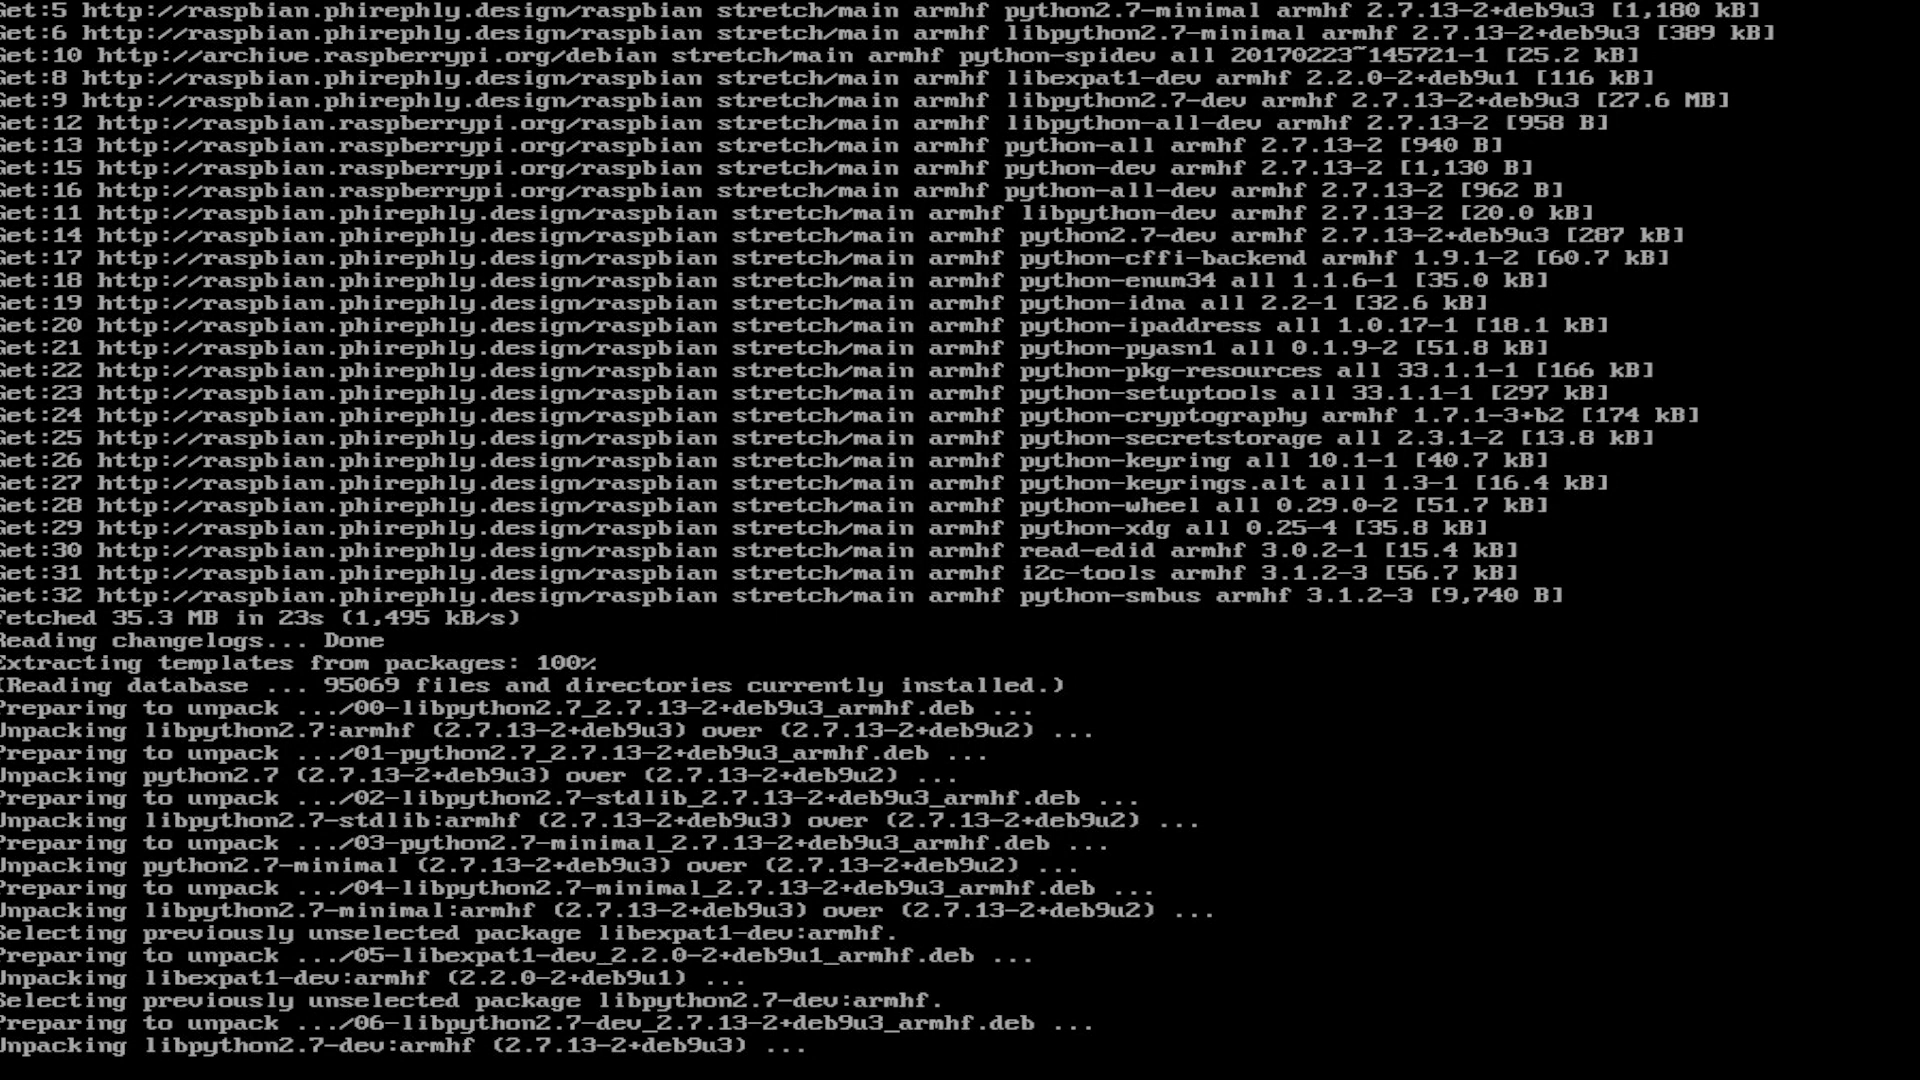 Get:5 http://raspbian.phirephly.design/raspbian stretch/main armhf python2.7-minimal armhf 2.7.13-2+deb9u3 [1,180 kB]
Get:6 http://raspbian.phirephly.design/raspbian stretch/main armhf libpython2.7-minimal armhf 2.7.13-2+deb9u3 [389 kB]
Get:10 http://archive.raspberrypi.org/debian stretch/main armhf python-spidev all 20170223~145721-1 [25.2 kB]
Get:8 http://raspbian.phirephly.design/raspbian stretch/main armhf libexpat1-dev armhf 2.2.0-2+deb9u1 [116 kB]
Get:9 http://raspbian.phirephly.design/raspbian stretch/main armhf libpython2.7-dev armhf 2.7.13-2+deb9u3 [27.6 MB]
Get:12 http://raspbian.raspberrypi.org/raspbian stretch/main armhf libpython-all-dev armhf 2.7.13-2 [958 B]
Get:13 http://raspbian.raspberrypi.org/raspbian stretch/main armhf python-all armhf 2.7.13-2 [940 B]
Get:15 http://raspbian.raspberrypi.org/raspbian stretch/main armhf python-dev armhf 2.7.13-2 [1,130 B]
Get:16 http://raspbian.raspberrypi.org/raspbian stretch/main armhf python-all-dev armhf 2.7.13-2 [962 B]
Get:11 http://raspbian.phirephly.design/raspbian stretch/main armhf libpython-dev armhf 2.7.13-2 [20.0 kB]
Get:14 http://raspbian.phirephly.design/raspbian stretch/main armhf python2.7-dev armhf 2.7.13-2+deb9u3 [287 kB]
Get:17 http://raspbian.phirephly.design/raspbian stretch/main armhf python-cffi-backend armhf 1.9.1-2 [60.7 kB]
Get:18 http://raspbian.phirephly.design/raspbian stretch/main armhf python-enum34 all 1.1.6-1 [35.0 kB]
Get:19 http://raspbian.phirephly.design/raspbian stretch/main armhf python-idna all 2.2-1 [32.6 kB]
Get:20 http://raspbian.phirephly.design/raspbian stretch/main armhf python-ipaddress all 1.0.17-1 [18.1 kB]
Get:21 http://raspbian.phirephly.design/raspbian stretch/main armhf python-pyasn1 all 0.1.9-2 [51.8 kB]
Get:22 http://raspbian.phirephly.design/raspbian stretch/main armhf python-pkg-resources all 33.1.1-1 [166 kB]
Get:23 http://raspbian.phirephly.design/raspbian stretch/main armhf python-setuptools all 33.1.1-1 [297 kB]
Get:24 http://raspbian.phirephly.design/raspbian stretch/main armhf python-cryptography armhf 1.7.1-3+b2 [174 kB]
Get:25 http://raspbian.phirephly.design/raspbian stretch/main armhf python-secretstorage all 2.3.1-2 [13.8 kB]
Get:26 http://raspbian.phirephly.design/raspbian stretch/main armhf python-keyring all 10.1-1 [40.7 kB]
Get:27 http://raspbian.phirephly.design/raspbian stretch/main armhf python-keyrings.alt all 1.3-1 [16.4 kB]
Get:28 http://raspbian.phirephly.design/raspbian stretch/main armhf python-wheel all 0.29.0-2 [51.7 kB]
Get:29 http://raspbian.phirephly.design/raspbian stretch/main armhf python-xdg all 0.25-4 [35.8 kB]
Get:30 http://raspbian.phirephly.design/raspbian stretch/main armhf read-edid armhf 3.0.2-1 [15.4 kB]
Get:31 http://raspbian.phirephly.design/raspbian stretch/main armhf i2c-tools armhf 3.1.2-3 [56.7 kB]
Get:32 http://raspbian.phirephly.design/raspbian stretch/main armhf python-smbus armhf 3.1.2-3 [9,740 B]
Fetched 35.3 MB in 23s (1,495 kB/s)
Reading changelogs... Done
Extracting templates from packages: 100%
(Reading database ... 95069 files and directories currently installed.)
Preparing to unpack .../00-libpython2.7_2.7.13-2+deb9u3_armhf.deb ...
Unpacking libpython2.7:armhf (2.7.13-2+deb9u3) over (2.7.13-2+deb9u2) ...
Preparing to unpack .../01-python2.7_2.7.13-2+deb9u3_armhf.deb ...
Unpacking python2.7 (2.7.13-2+deb9u3) over (2.7.13-2+deb9u2) ...
Preparing to unpack .../02-libpython2.7-stdlib_2.7.13-2+deb9u3_armhf.deb ...
Unpacking libpython2.7-stdlib:armhf (2.7.13-2+deb9u3) over (2.7.13-2+deb9u2) ...
Preparing to unpack .../03-python2.7-minimal_2.7.13-2+deb9u3_armhf.deb ...
Unpacking python2.7-minimal (2.7.13-2+deb9u3) over (2.7.13-2+deb9u2) ...
Preparing to unpack .../04-libpython2.7-minimal_2.7.13-2+deb9u3_armhf.deb ...
Unpacking libpython2.7-minimal:armhf (2.7.13-2+deb9u3) over (2.7.13-2+deb9u2) ...
Selecting previously unselected package libexpat1-dev:armhf.
Preparing to unpack .../05-libexpat1-dev_2.2.0-2+deb9u1_armhf.deb ...
Unpacking libexpat1-dev:armhf (2.2.0-2+deb9u1) ...
Selecting previously unselected package libpython2.7-dev:armhf.
Preparing to unpack .../06-libpython2.7-dev_2.7.13-2+deb9u3_armhf.deb ...
Unpacking libpython2.7-dev:armhf (2.7.13-2+deb9u3) ...